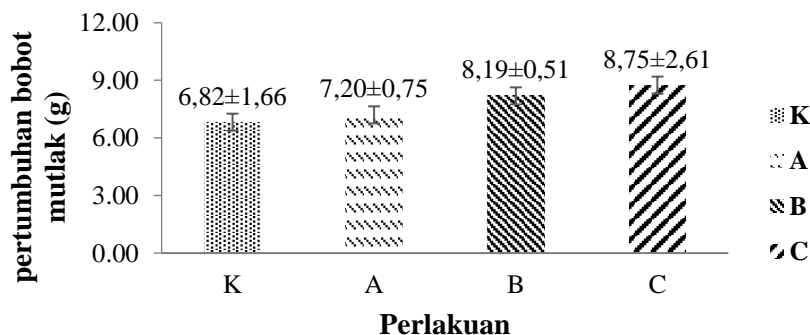 pertumbuhan bobot
mutlak (g)
12.00
9.00
6.00
3.00
0.00
6,82±1,66
7,20±0,75
8,19±0,51
8,75±2,61
K
A
B
C
Perlakuan
K
A
B
C